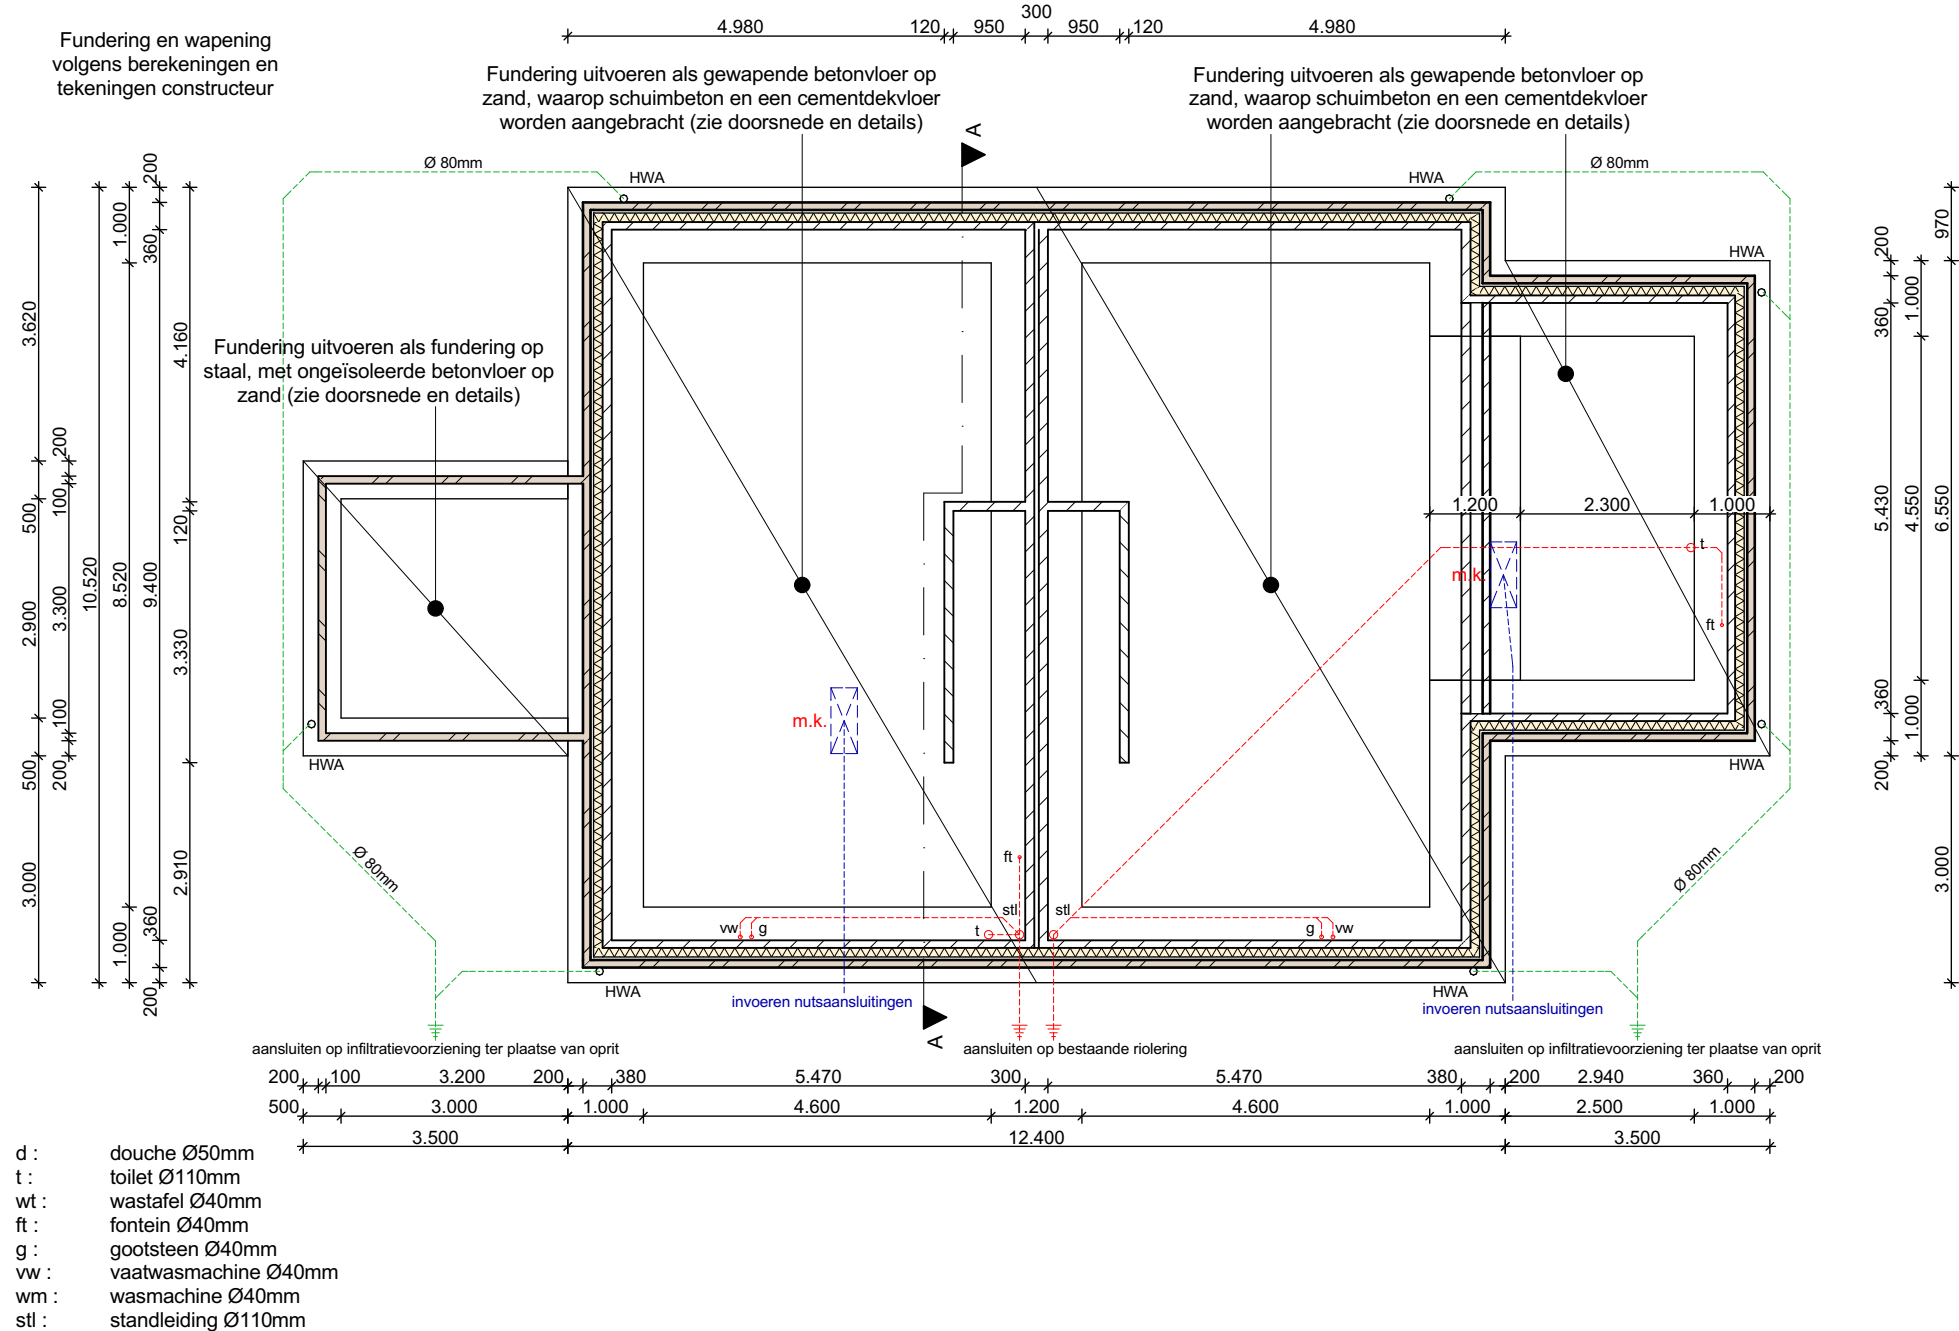 Fundering en wapening
volgens berekeningen en
tekeningen constructeur
4.980
120
950
300
950
120
4.980
Fundering uitvoeren als gewapende betonvloer op
zand, waarop schuimbeton en een cementdekvloer
worden aangebracht (zie doorsnede en details)
Fundering uitvoeren als gewapende betonvloer op
zand, waarop schuimbeton en een cementdekvloer
worden aangebracht (zie doorsnede en details)
A
Ø 80mm
HWA
HWA
Ø 80mm
HWA
Fundering uitvoeren als fundering op
staal, met ongeïsoleerde betonvloer op
zand (zie doorsnede en details)
3.620
500
2.900
500
3.000
200
100
3.300
100
200
10.520
1.000
8.520
1.000
200
360
9.400
360
200
4.160
120
3.330
2.910
200
360
5.430
360
200
1.000
4.550
1.000
970
6.550
3.000
1.200
2.300
1.000
t
m.k.
ft
m.k.
HWA
HWA
Ø 80mm
Ø 80mm
ft
stl
stl
vw
g
t
g
vw
HWA
HWA
invoeren nutsaansluitingen
invoeren nutsaansluitingen
A
aansluiten op infiltratievoorziening ter plaatse van oprit
aansluiten op bestaande riolering
aansluiten op infiltratievoorziening ter plaatse van oprit
200
100
3.200
200
380
5.470
300
5.470
380
200
2.940
360
200
500
3.000
1.000
4.600
1.200
4.600
1.000
2.500
1.000
3.500
12.400
3.500
d : douche Ø50mm
t : toilet Ø110mm
wt : wastafel Ø40mm
ft : fontein Ø40mm
g : gootsteen Ø40mm
vw : vaatwasmachine Ø40mm
wm : wasmachine Ø40mm
stl : standleiding Ø110mm